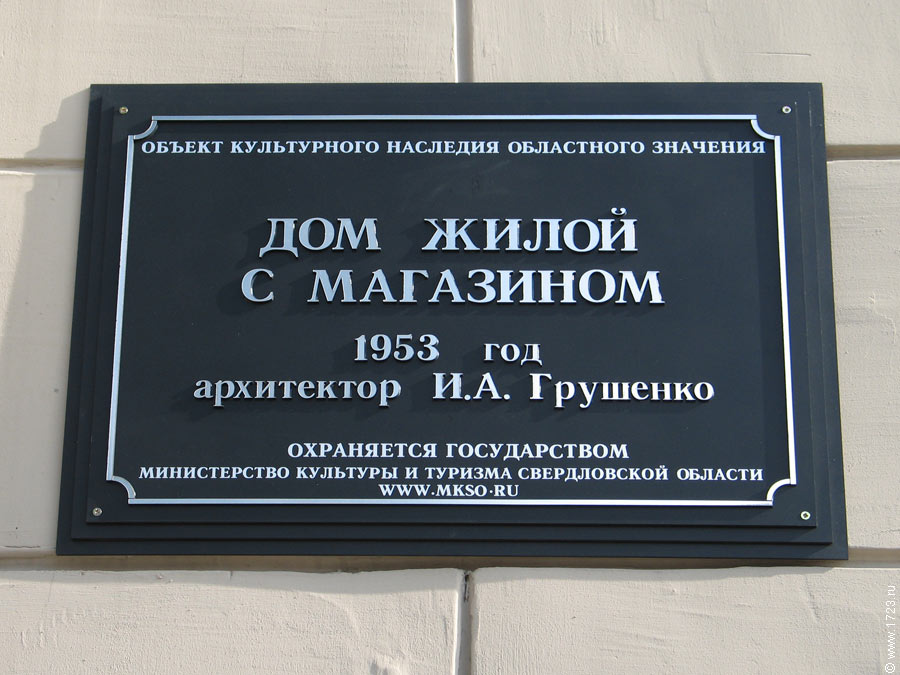 ОБЪЕКТ КУЛЬТУРНОГО НАСЛЕДИЯ ОБЛАСТНОГО ЗНАЧЕНИЯ
ДОМ ЖИЛОЙ
С МАГАЗИНОМ
1953 год
архитектор И.А. Грушенко
ОХРАНЯЕТСЯ ГОСУДАРСТВОМ
МИНИСТЕРСТВО КУЛЬТУРЫ И ТУРИЗМА СВЕРДЛОВСКОЙ ОБЛАСТИ
WWW.MKSO.RU
© www.1723.ru